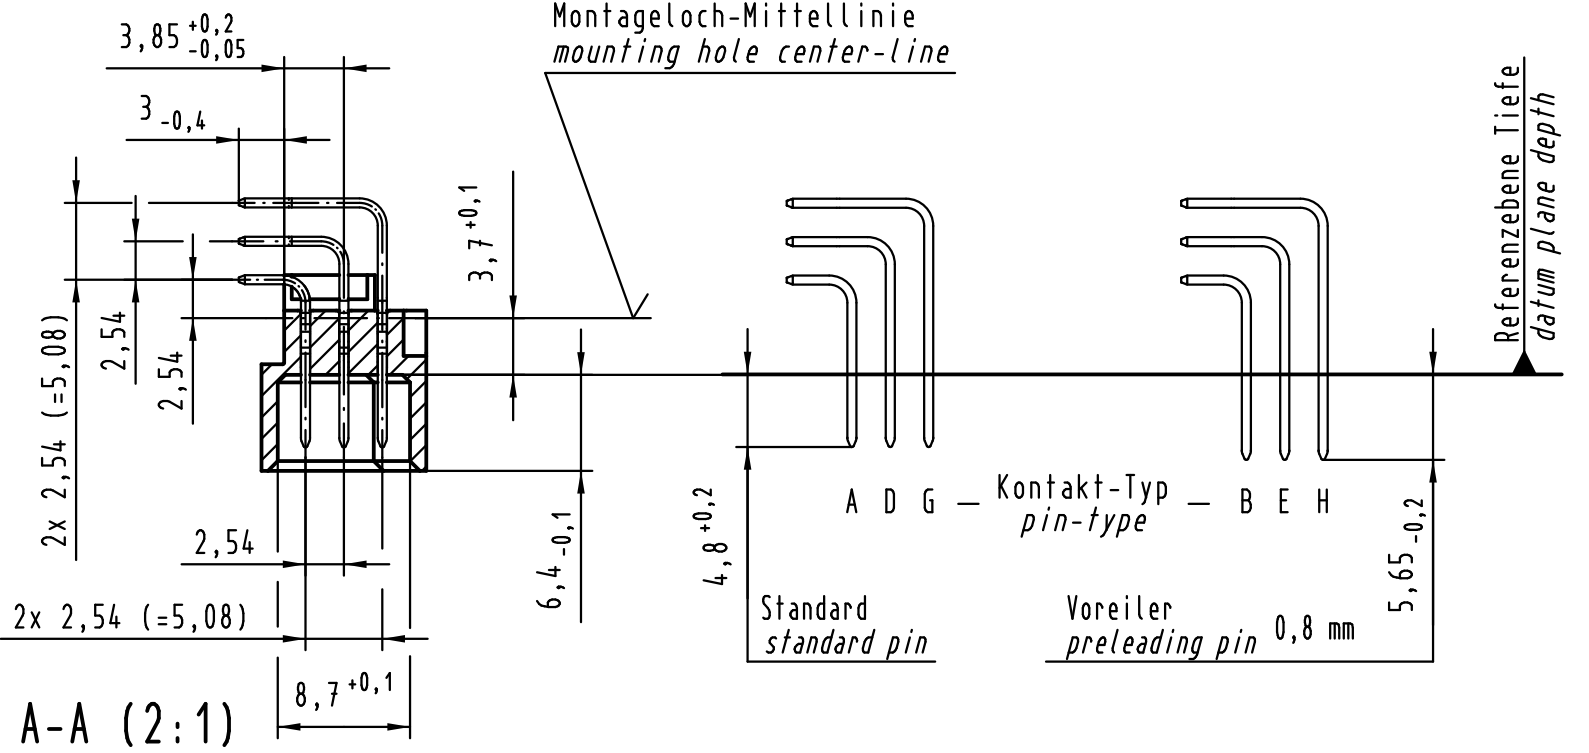 Montageloch-Mittellinie
mounting hole center-line
3,85 +0,2 -0,05
3 -0,4
3,7 +0,1
2x 2,54 (=5,08)
2,54
2,54
2,54
2x 2,54 (=5,08)
8,7 +0,1
6,4 -0,1
A-A (2:1)
Referenzebene Tiefe
datum plane depth
A D G – Kontakt-Typ – B E H
pin-type
4,8 +0,2
5,65 -0,2
Standard
standard pin
Voreiler
preleading pin 0,8 mm